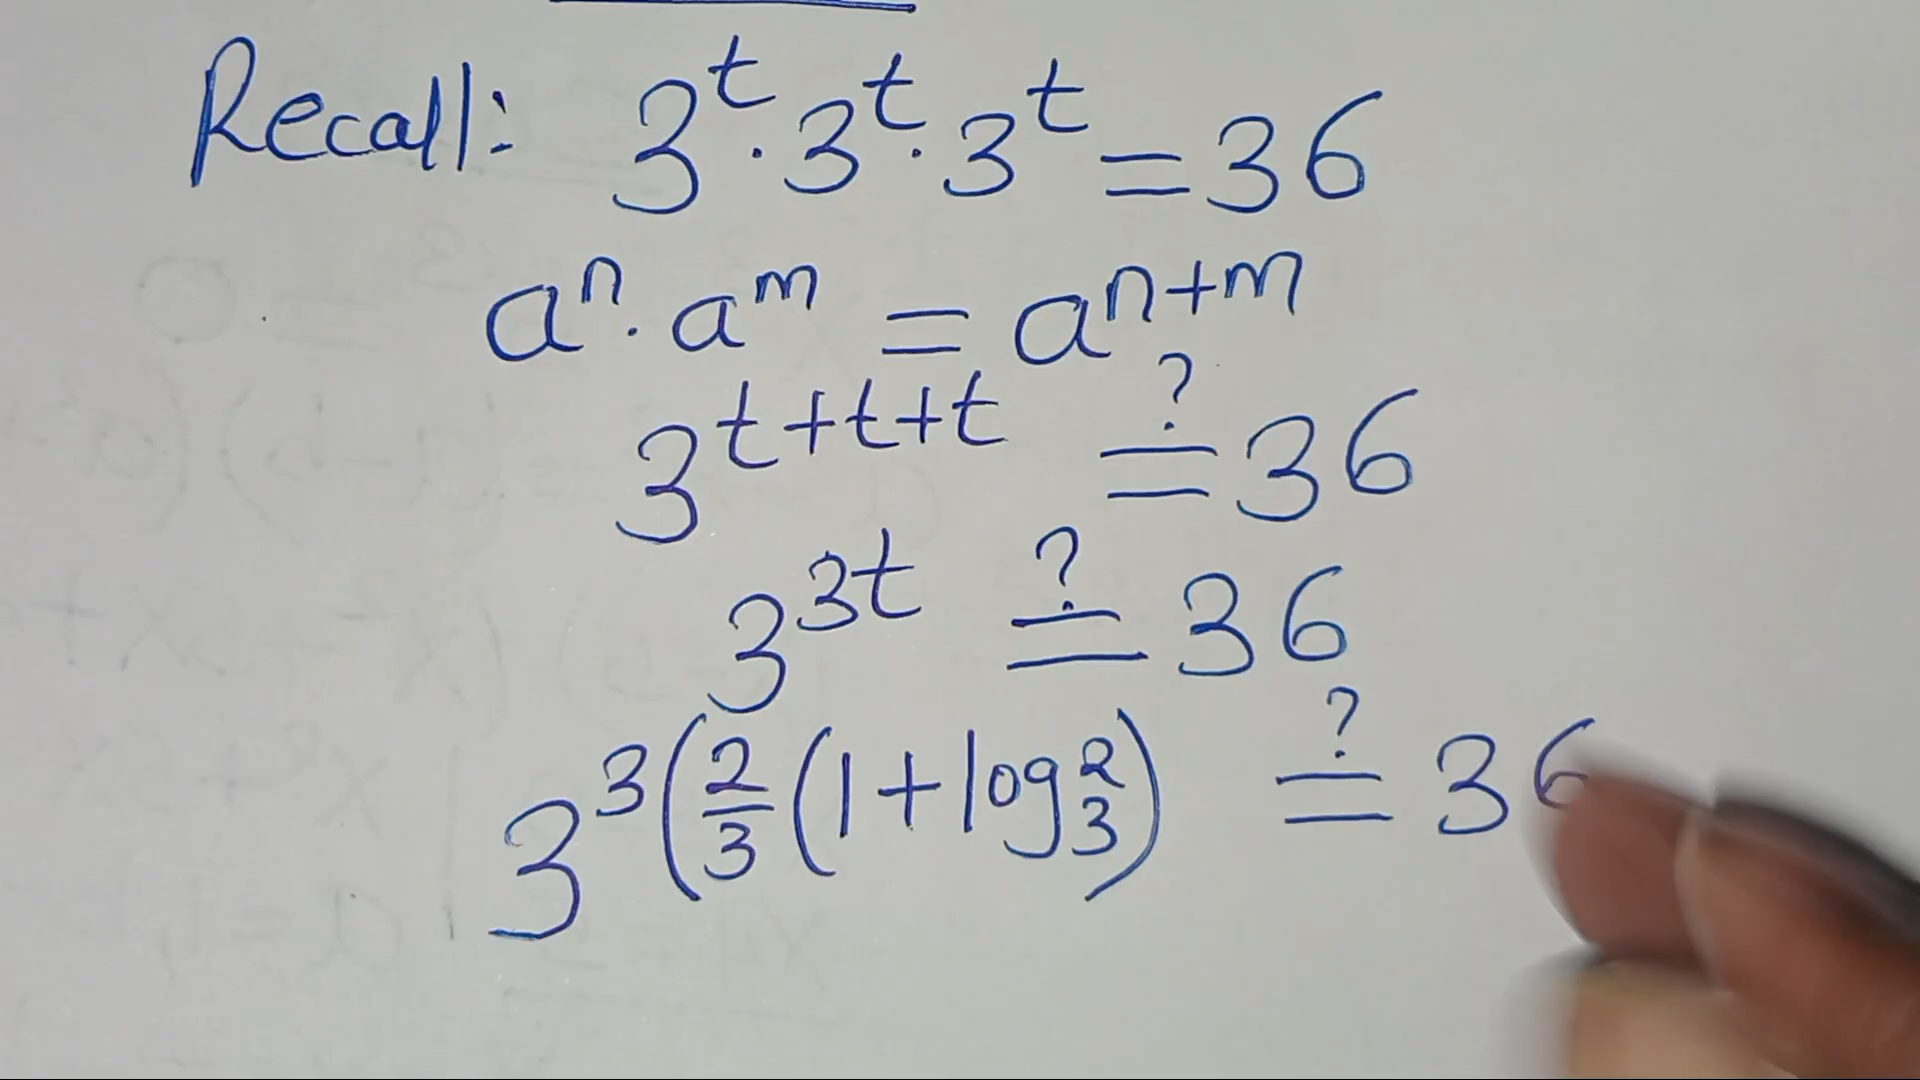 Recall: 3^t · 3^t · 3^t = 36
a^n · a^m = a^(n+m)
3^(t+t+t) ≟ 36
3^(3t) ≟ 36
3^3(2/3(1+log_3 2) ≟ 36